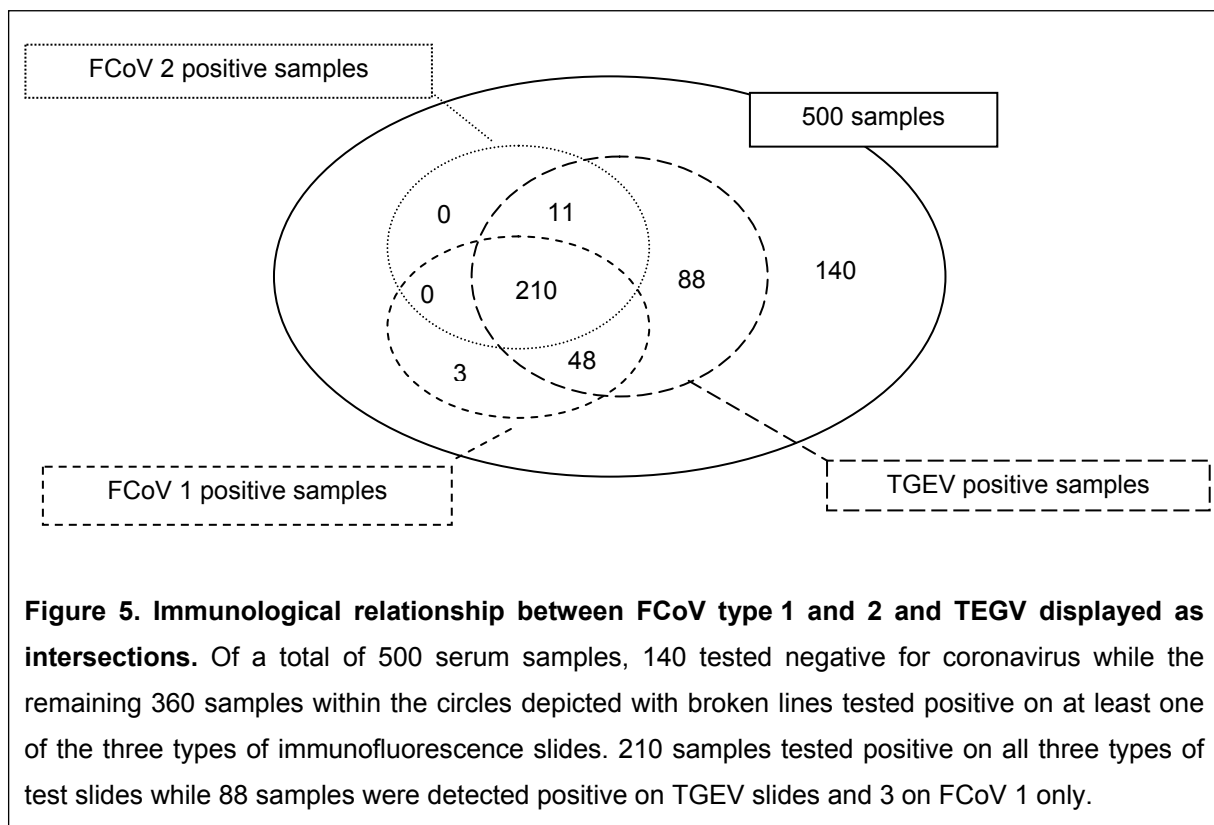 FCoV 2 positive samples
500 samples
0
11
0
210
88
140
3
48
FCoV 1 positive samples
TGEV positive samples
Figure 5. Immunological relationship between FCoV type 1 and 2 and TEGV displayed as
intersections. Of a total of 500 serum samples, 140 tested negative for coronavirus while the
remaining 360 samples within the circles depicted with broken lines tested positive on at least one
of the three types of immunofluorescence slides. 210 samples tested positive on all three types of
test slides while 88 samples were detected positive on TGEV slides and 3 on FCoV 1 only.